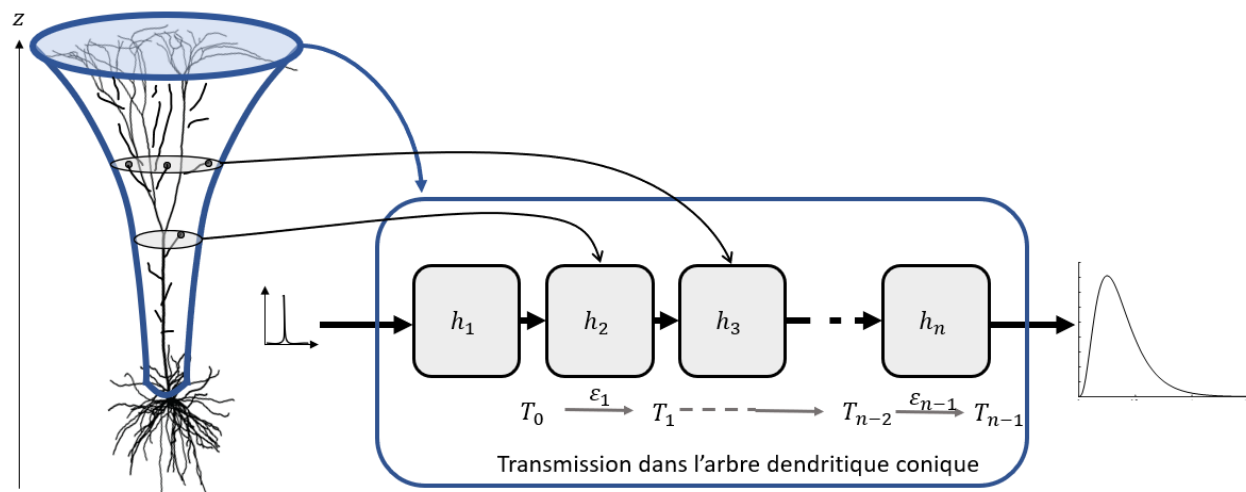 z
h₁ h₂ h₃ hₙ
T₀ ε₁ T₁ Tₙ₋₂ εₙ₋₁ Tₙ₋₁
Transmission dans l’arbre dendritique conique